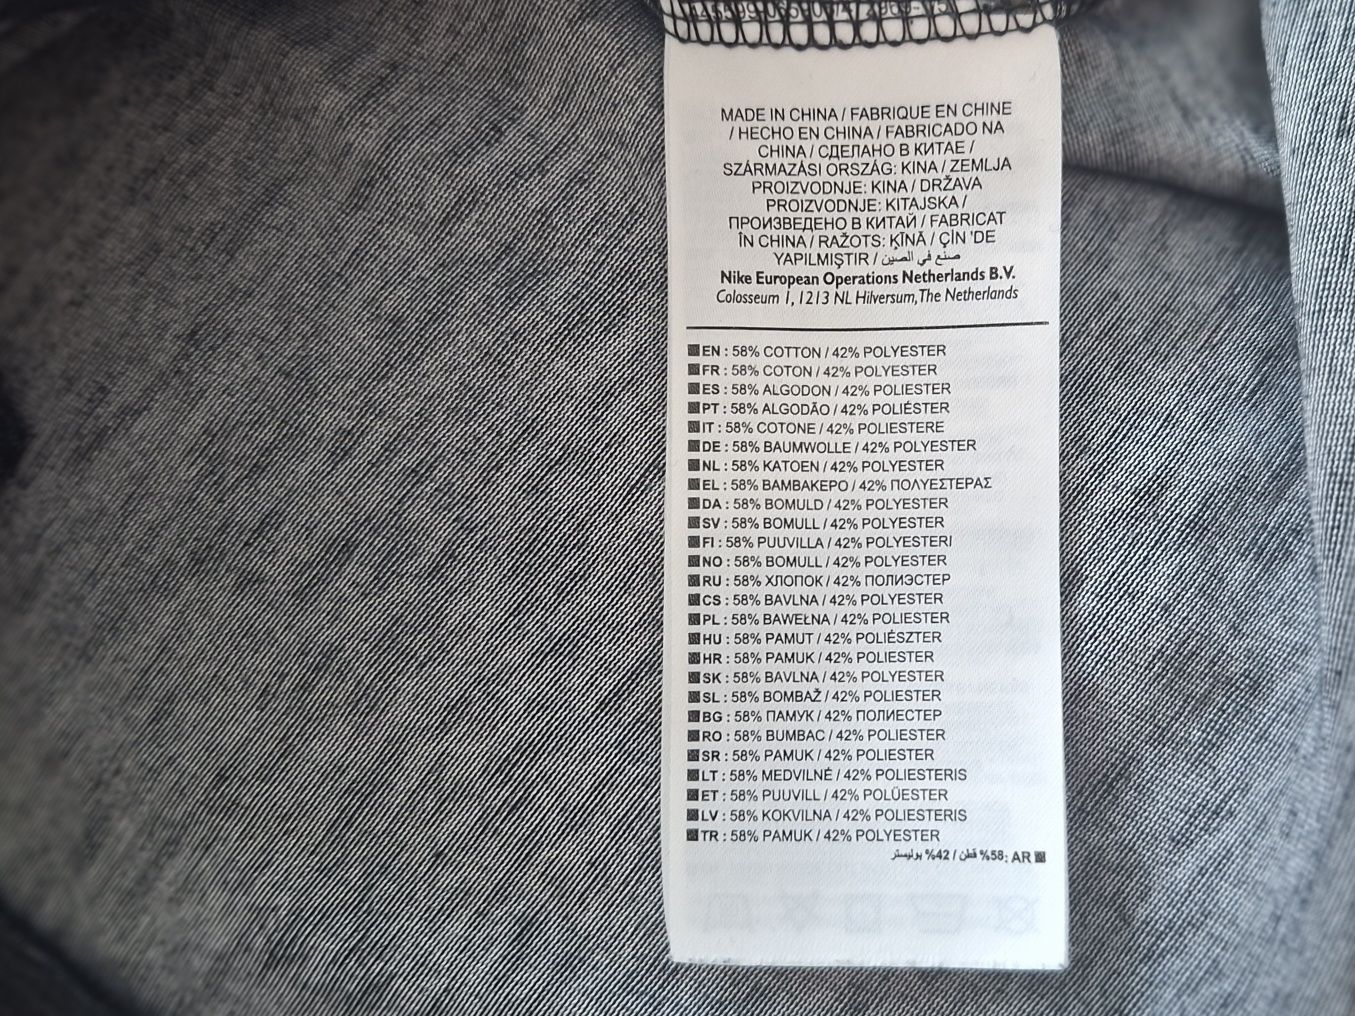 MADE IN CHINA / FABRIQUE EN CHINE
/ HECHO EN CHINA / FABRICADO NA
CHINA / СДЕЛАНО В КИТАЕ /
SZÁRMAZÁSI ORSZÁG: KINA / ZEMLJA
PROIZVODNJE: KINA / DRŽAVA
PROIZVODNJE: KITAJSKA /
ПРОИЗВЕДЕНО В КИТАЙ / FABRICAT
ÎN CHINA / RAŽOTS: ĶĪNĀ / ÇİN 'DE
YAPILMIŞTIR / صنع في الصين
Nike European Operations Netherlands B.V.
Colosseum 1, 1213 NL Hilversum, The Netherlands
EN : 58% COTTON / 42% POLYESTER
FR : 58% COTON / 42% POLYESTER
ES : 58% ALGODON / 42% POLIESTER
PT : 58% ALGODÃO / 42% POLIÉSTER
IT : 58% COTONE / 42% POLIESTERE
DE : 58% BAUMWOLLE / 42% POLYESTER
NL : 58% KATOEN / 42% POLYESTER
EL : 58% ΒΑΜΒΑΚΕΡΟ / 42% ΠΟΛΥΕΣΤΕΡΑΣ
DA : 58% BOMULD / 42% POLYESTER
SV : 58% BOMULL / 42% POLYESTER
FI : 58% PUUVILLA / 42% POLYESTERI
NO : 58% BOMULL / 42% POLYESTER
RU : 58% ХЛОПОК / 42% ПОЛИЭСТЕР
CS : 58% BAVLNA / 42% POLYESTER
PL : 58% BAWEŁNA / 42% POLIESTER
HU : 58% PAMUT / 42% POLIÉSZTER
HR : 58% PAMUK / 42% POLIESTER
SK : 58% BAVLNA / 42% POLYESTER
SL : 58% BOMBAŽ / 42% POLIESTER
BG : 58% ПАМУК / 42% ПОЛИЕСТЕР
RO : 58% BUMBAC / 42% POLIESTER
SR : 58% PAMUK / 42% POLIESTER
LT : 58% MEDVILNĖ / 42% POLIESTERIS
ET : 58% PUUVILL / 42% POLÜESTER
LV : 58% KOKVILNA / 42% POLIESTERIS
TR : 58% PAMUK / 42% POLYESTER
AR :58% قطن / 42% بوليستر